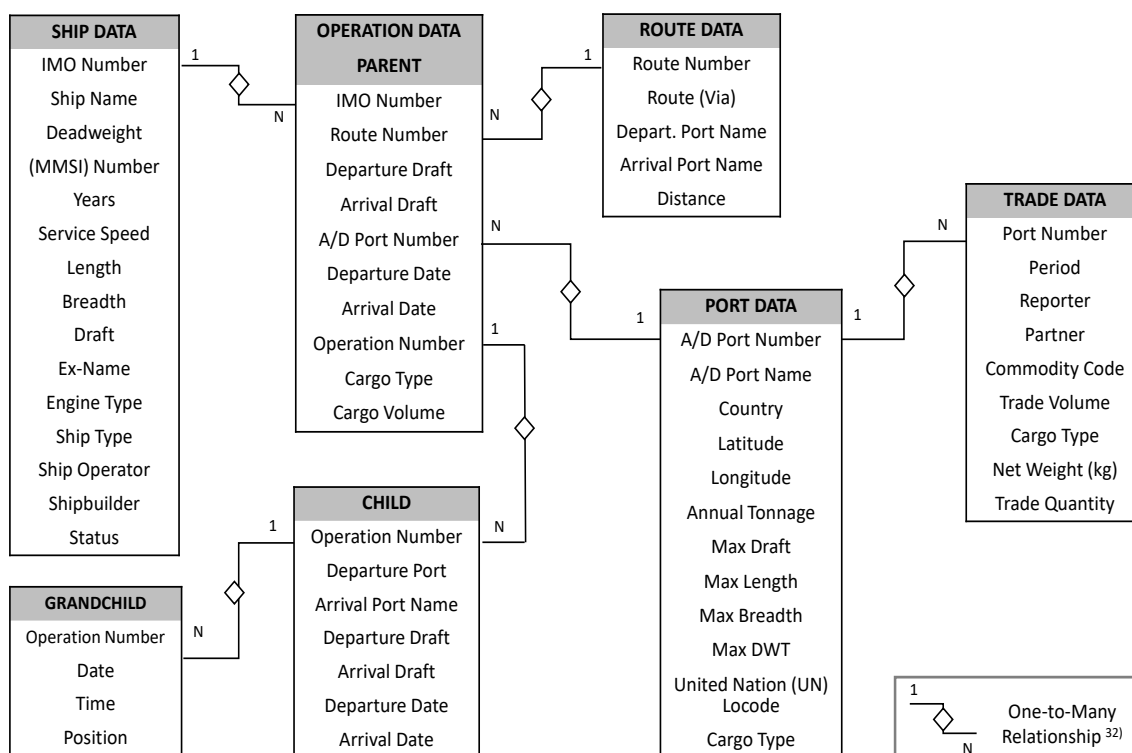 SHIP DATA
IMO Number
Ship Name
Deadweight
(MMSI) Number
Years
Service Speed
Length
Breadth
Draft
Ex-Name
Engine Type
Ship Type
Ship Operator
Shipbuilder
Status
1
N
OPERATION DATA
PARENT
IMO Number
Route Number
Departure Draft
Arrival Draft
A/D Port Number
Departure Date
Arrival Date
Operation Number
Cargo Type
Cargo Volume
N
1
ROUTE DATA
Route Number
Route (Via)
Depart. Port Name
Arrival Port Name
Distance
N
1
1
N
CHILD
Operation Number
Departure Port
Arrival Port Name
Departure Draft
Arrival Draft
Departure Date
Arrival Date
1
N
GRANDCHILD
Operation Number
Date
Time
Position
PORT DATA
A/D Port Number
A/D Port Name
Country
Latitude
Longitude
Annual Tonnage
Max Draft
Max Length
Max Breadth
Max DWT
United Nation (UN)
Locode
Cargo Type
1
N
TRADE DATA
Port Number
Period
Reporter
Partner
Commodity Code
Trade Volume
Cargo Type
Net Weight (kg)
Trade Quantity
1
N
One-to-Many
Relationship 32)